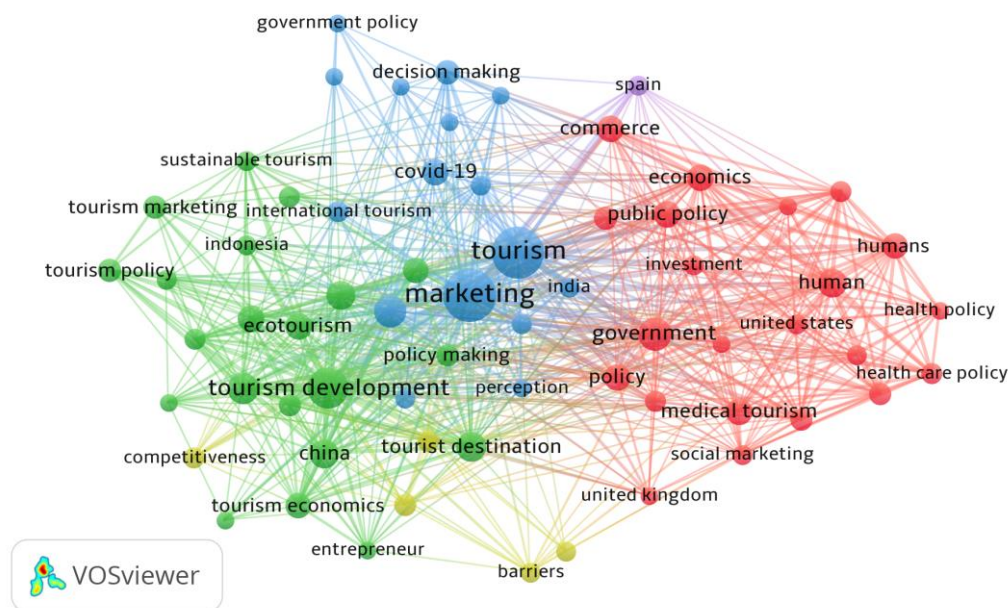 government policy
decision making
spain
commerce
sustainable tourism
covid-19
economics
tourism marketing
international tourism
public policy
indonesia
tourism
humans
tourism policy
investment
marketing
india
human
health policy
ecotourism
government
united states
policy making
health care policy
tourism development
perception
policy
medical tourism
competitiveness
china
tourist destination
social marketing
tourism economics
united kingdom
entrepreneur
barriers
VOSviewer